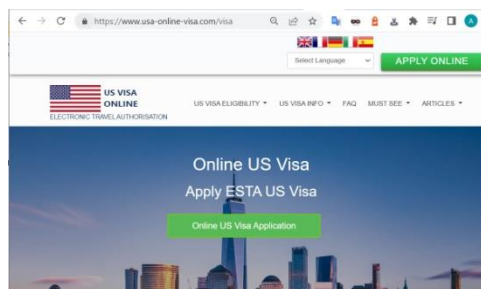 https://www.usa-online-visa.com/visa
A
Select Language
APPLY ONLINE
US VISA
ONLINE
ELECTRONIC TRAVEL AUTHORISATION
US VISA ELIGIBILITY
US VISA INFO
FAQ
MUST SEE
ARTICLES
Online US Visa
Apply ESTA US Visa
Online US Visa Application